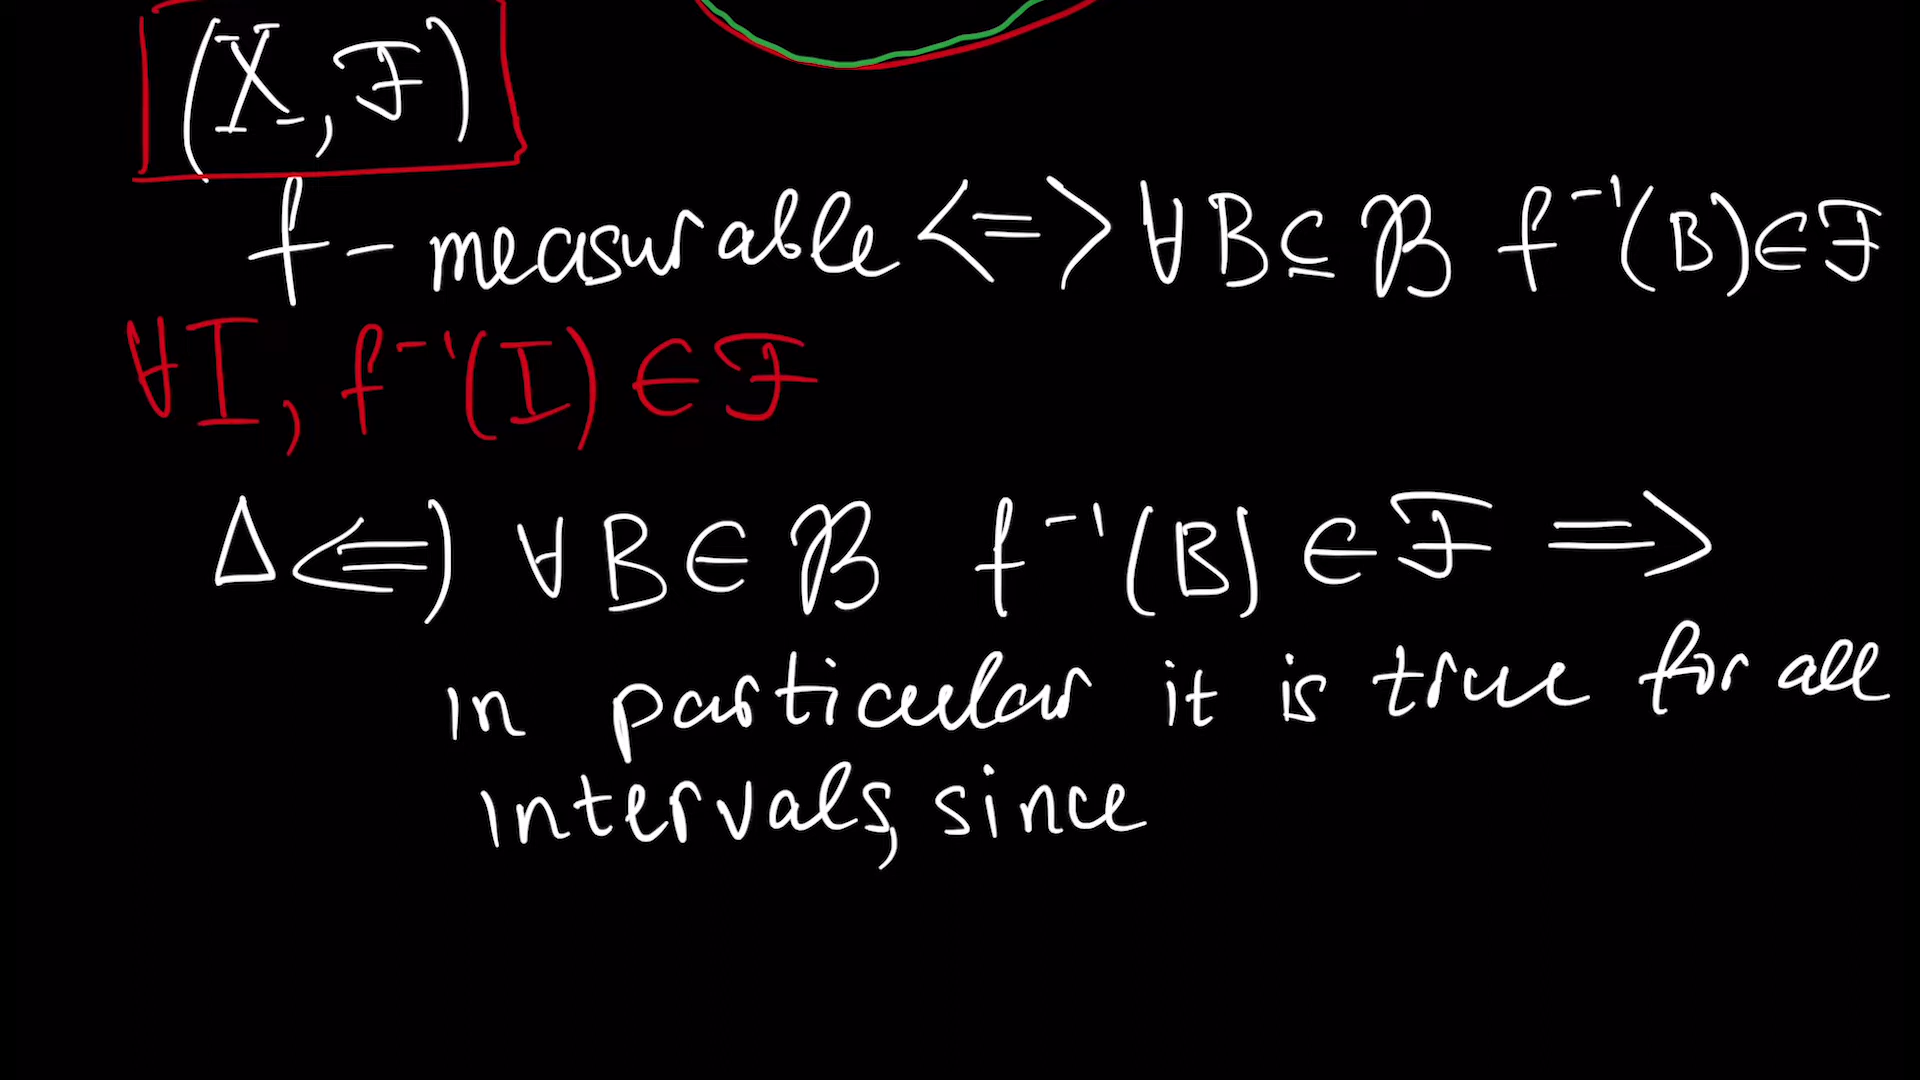 (X, ℱ)
f - measurable <=> ∀B⊆ℬ f⁻¹(B)∈ℱ
∀I, f⁻¹(I)∈ℱ
Δ<=) ∀B∈ℬ f⁻¹(B)∈ℱ =>
in particular it is true for all
intervals, since